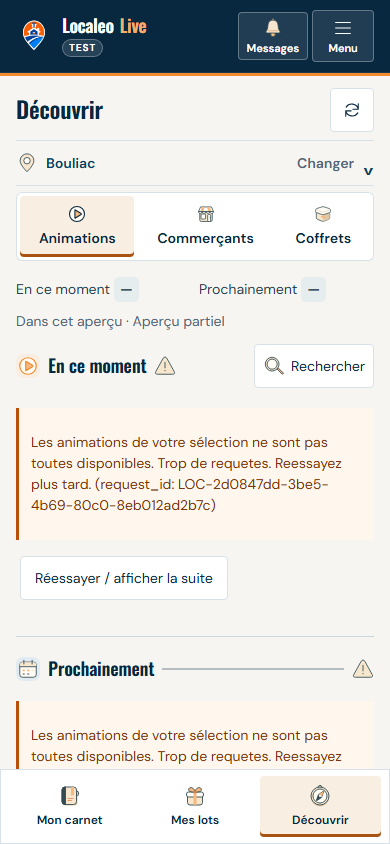 Localeo Live
TEST
Messages
Menu
Découvrir
Bouliac
Changer
Animations
Commerçants
Coffrets
En ce moment —
Prochainement —
Dans cet aperçu · Aperçu partiel
En ce moment
Rechercher
Les animations de votre sélection ne sont pas
toutes disponibles. Trop de requetes. Reessayez
plus tard. (request_id: LOC-2d0847dd-3be5-
4b69-80c0-8eb012ad2b7c)
Réessayer / afficher la suite
Prochainement
Les animations de votre sélection ne sont pas
toutes disponibles. Trop de requetes. Reessayez
Mon carnet
Mes lots
Découvrir